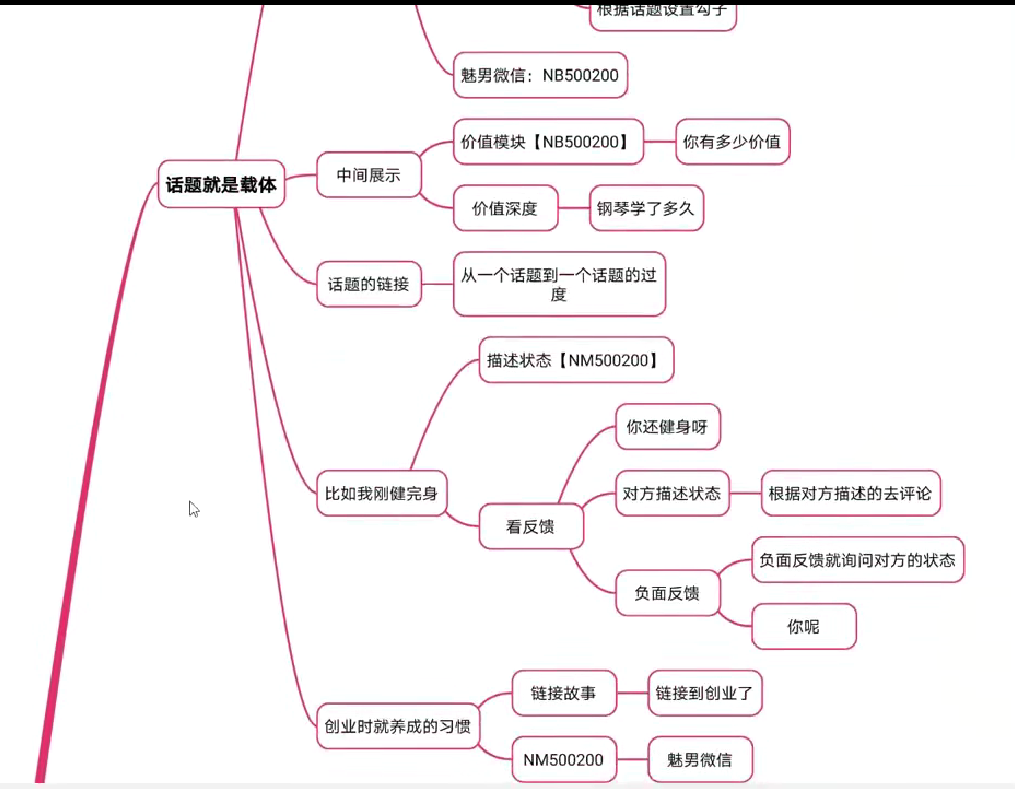 根据话题设置勾子
魅男微信：NB500200
价值模块【NB500200】
你有多少价值
中间展示
话题就是载体
价值深度
钢琴学了多久
话题的链接
从一个话题到一个话题的过
度
描述状态【NM500200】
你还健身呀
比如我刚健完身
对方描述状态
根据对方描述的去评论
看反馈
负面反馈就询问对方的状态
负面反馈
你呢
链接故事
链接到创业了
创业时就养成的习惯
NM500200
魅男微信